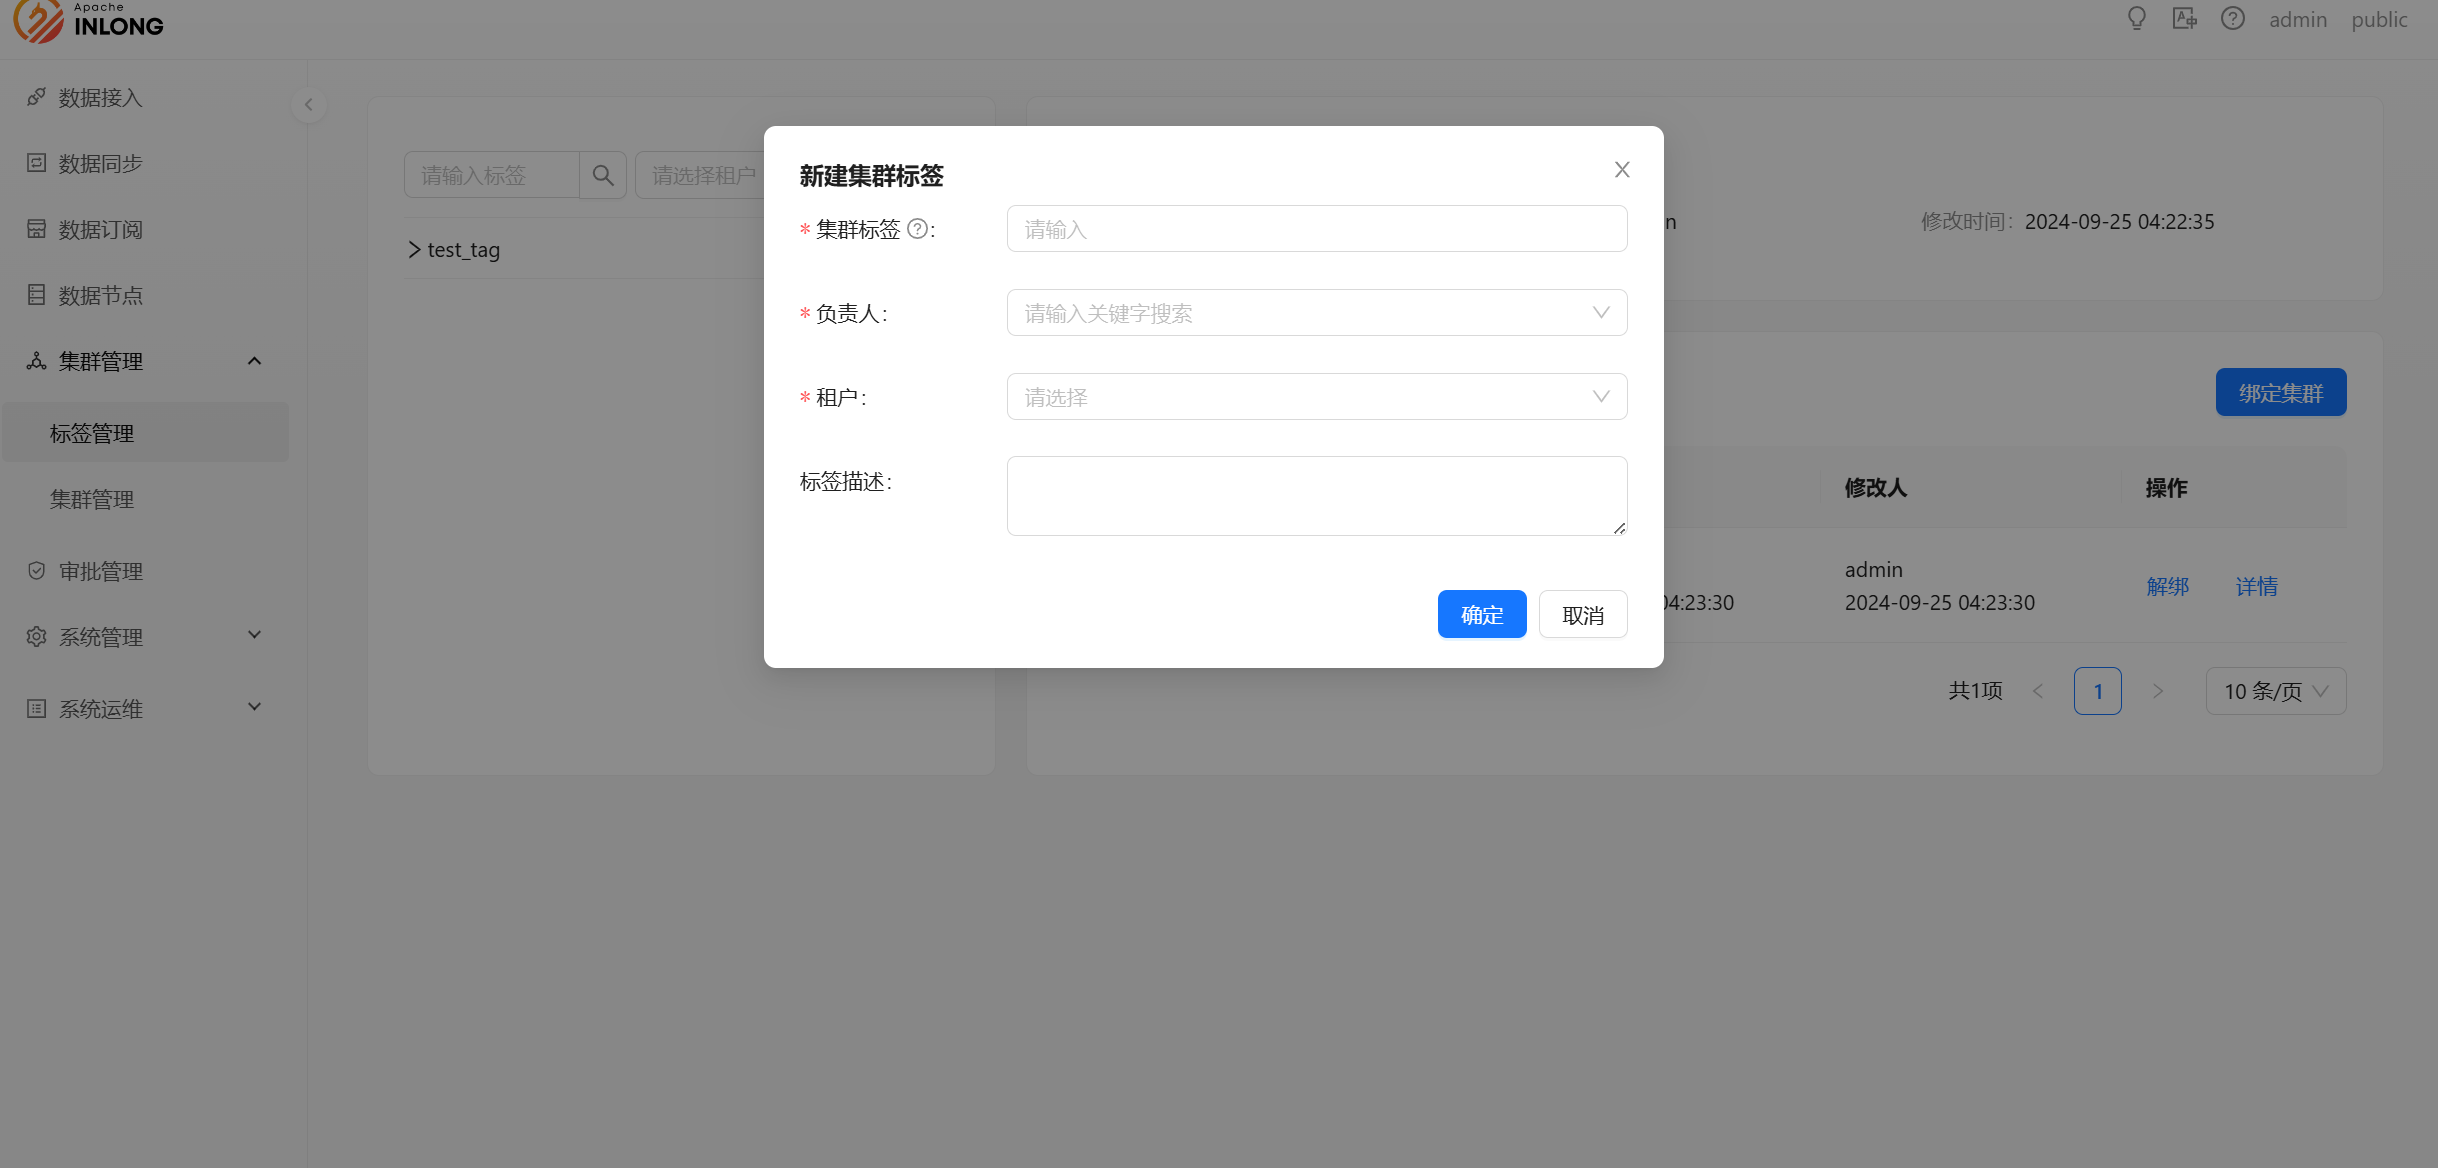 Apache
INLONG
admin
public
数据接入
数据同步
数据订阅
数据节点
集群管理
标签管理
集群管理
审批管理
系统管理
系统运维
请输入标签
请选择租户
test_tag
新建集群标签
* 集群标签 ? :
请输入
* 负责人:
请输入关键字搜索
* 租户:
请选择
标签描述:
确定
取消
n
修改时间: 2024-09-25 04:22:35
绑定集群
修改人
操作
04:23:30
admin
2024-09-25 04:23:30
解绑
详情
共1项
1
10 条/页